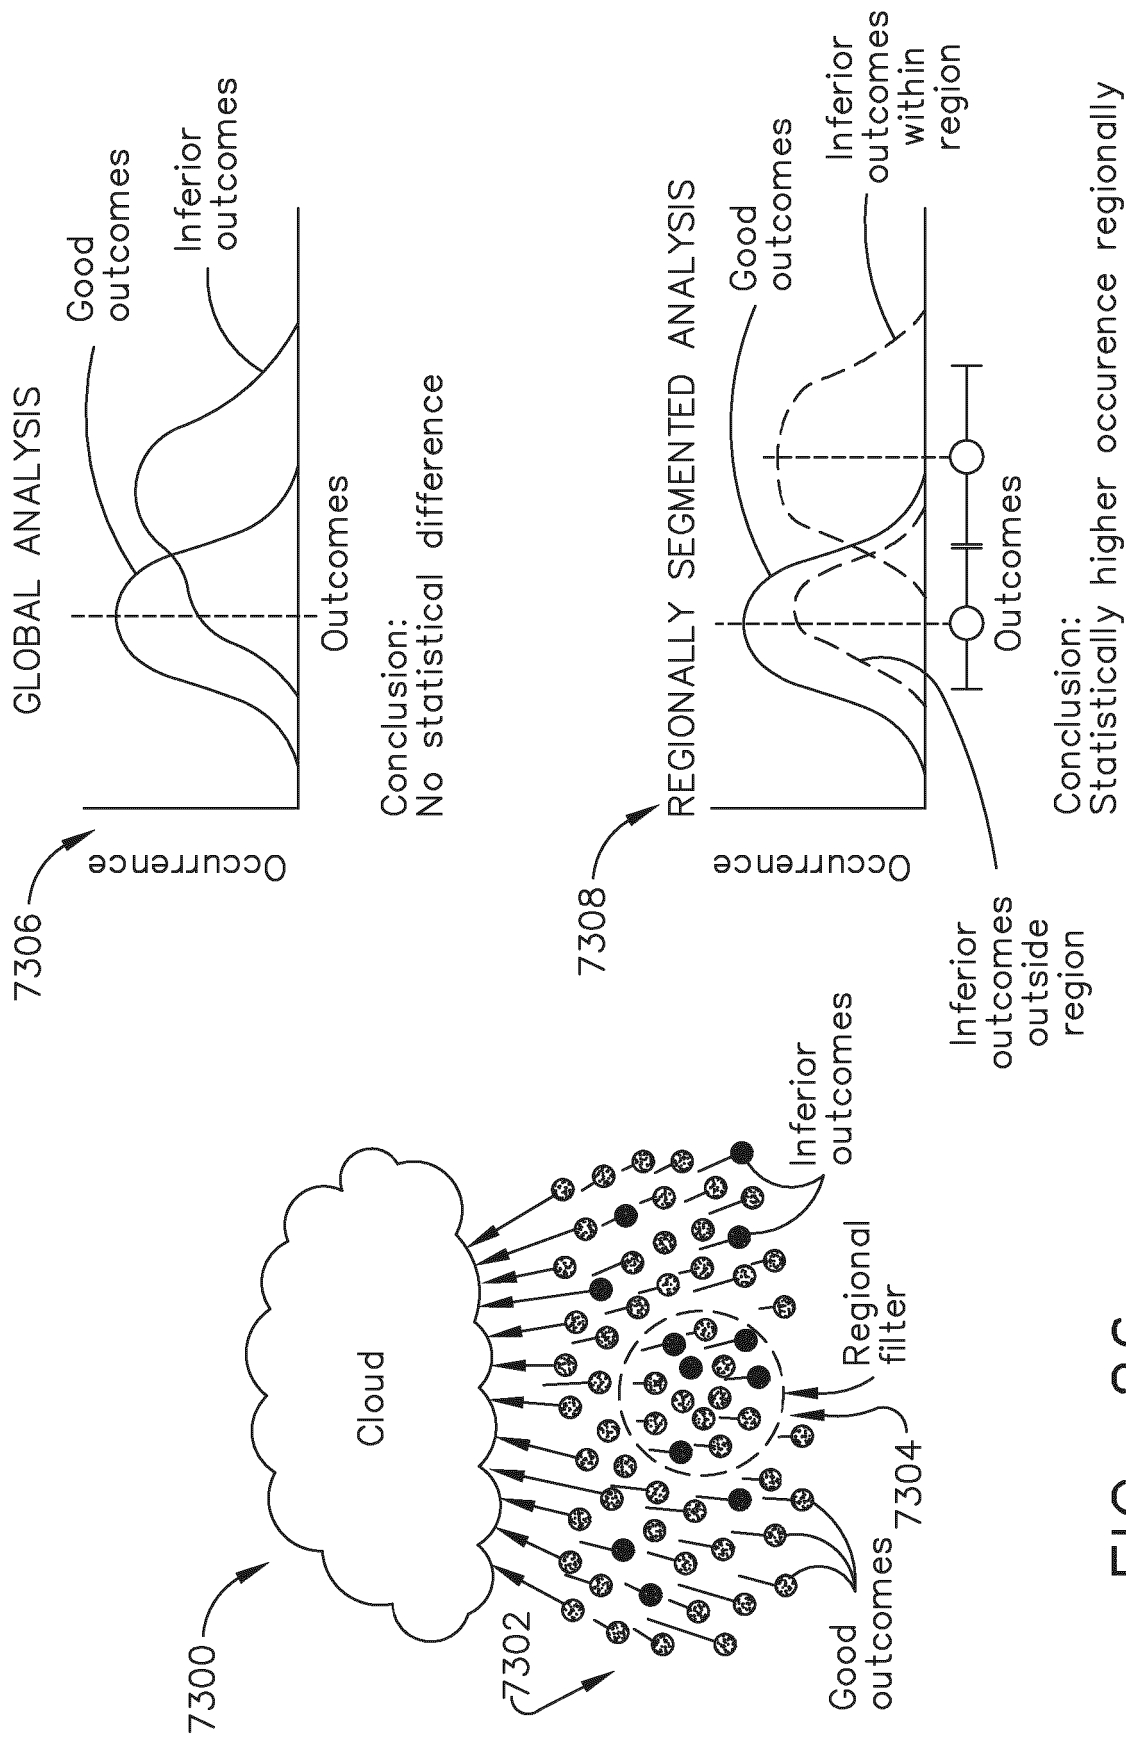 7300
Cloud
7302
Good
outcomes
7304
Regional
filter
Inferior
outcomes
7306
GLOBAL ANALYSIS
Occurrence
Good
outcomes
Inferior
outcomes
Outcomes
Conclusion:
No statistical difference
7308
REGIONALLY SEGMENTED ANALYSIS
Occurrence
Good
outcomes
Inferior
outcomes
within
region
Inferior
outcomes
outside
region
Outcomes
Conclusion:
Statistically higher occurence regionally